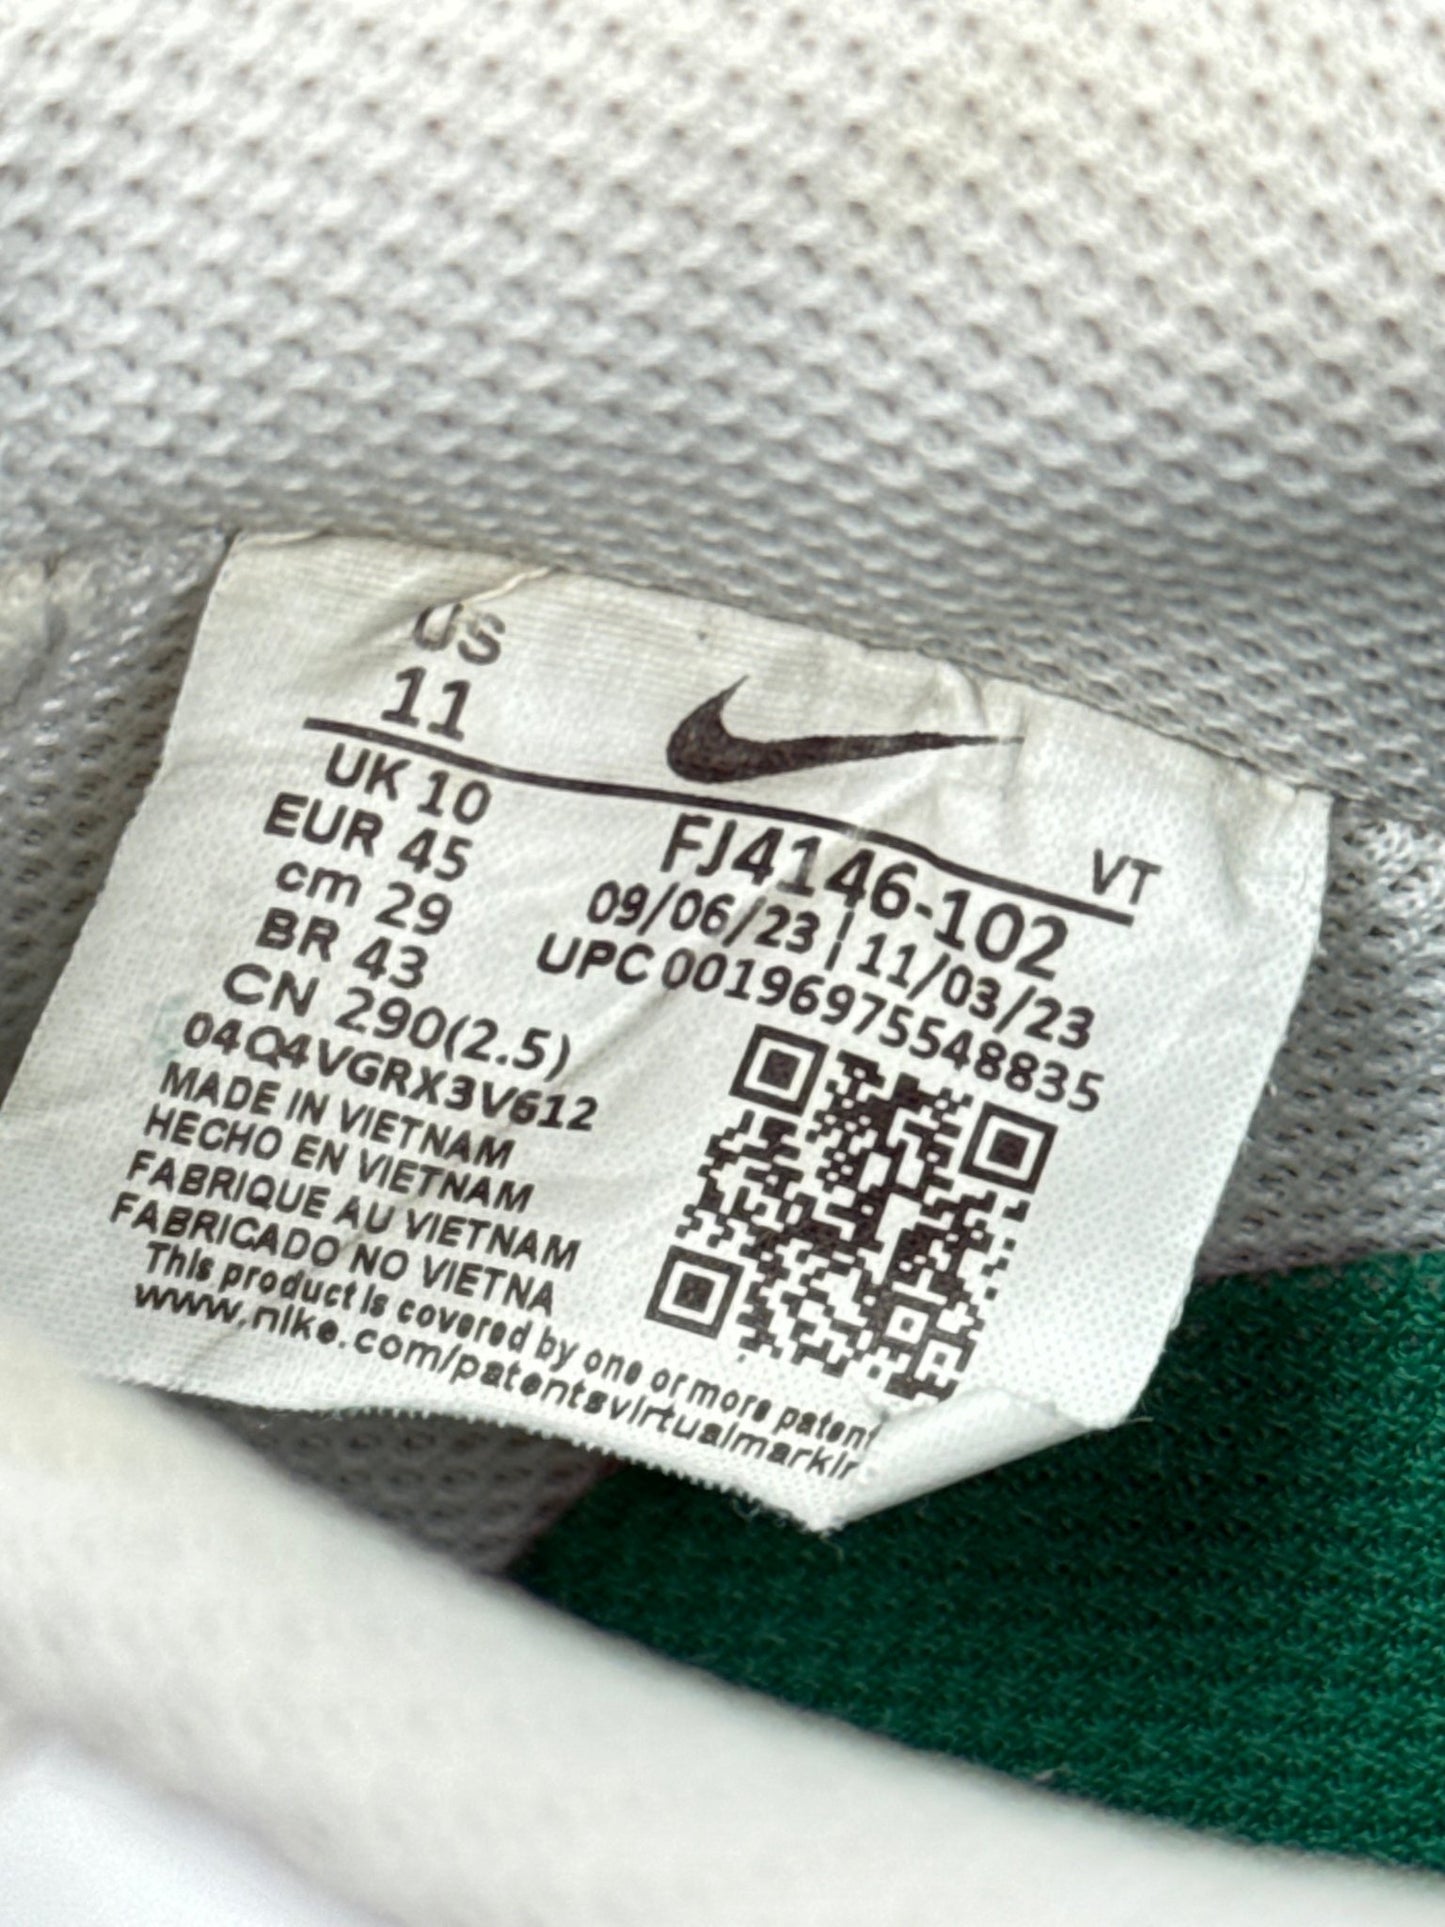 US
11
UK 10
EUR 45
cm 29
BR 43
CN 290(2.5)
04Q4VGRX3V612
MADE IN VIETNAM
HECHO EN VIETNAM
FABRIQUE AU VIETNAM
FABRICADO NO VIETNA
This product is covered by one or more patent
www.nike.com/patentsvirtualmarkin
VT
FJ4146-102
09/06/23 | 11/03/23
UPC 00196975548835